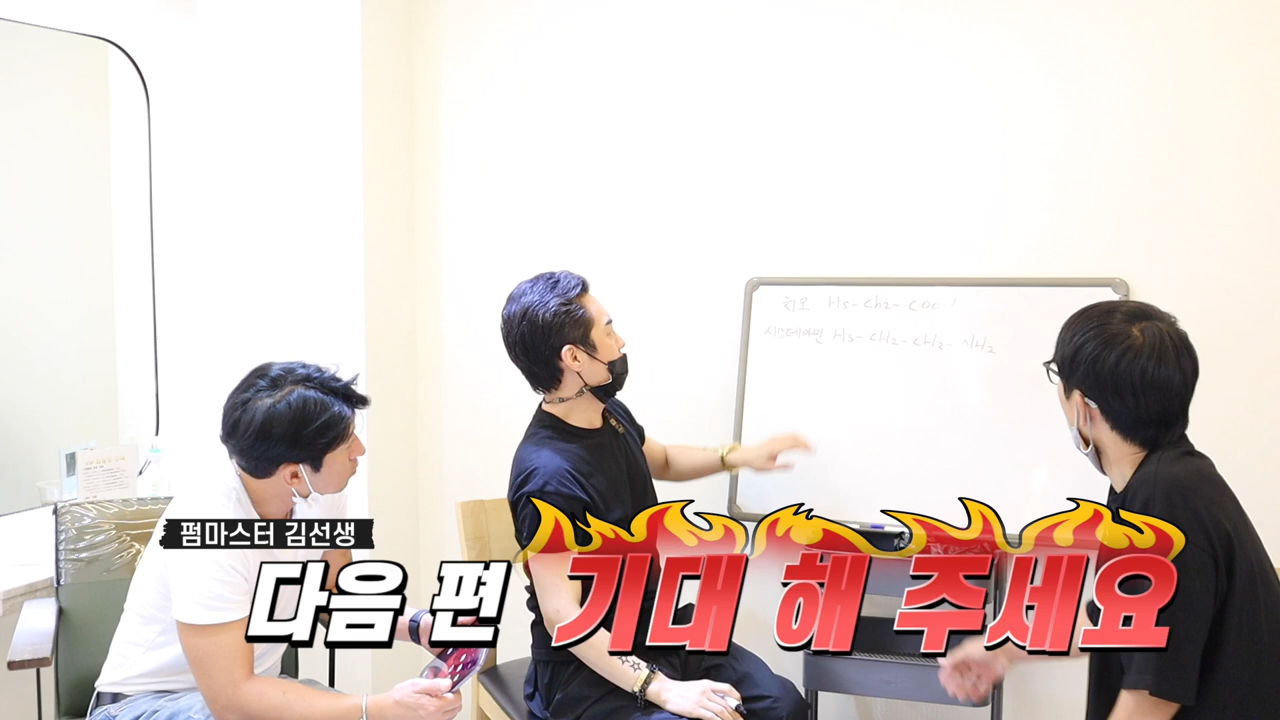 치오 HS-CH2-COOH
시스테아민 HS-CH2-CH2-NH2
펌마스터 김선생
다음 편 기대 해 주세요